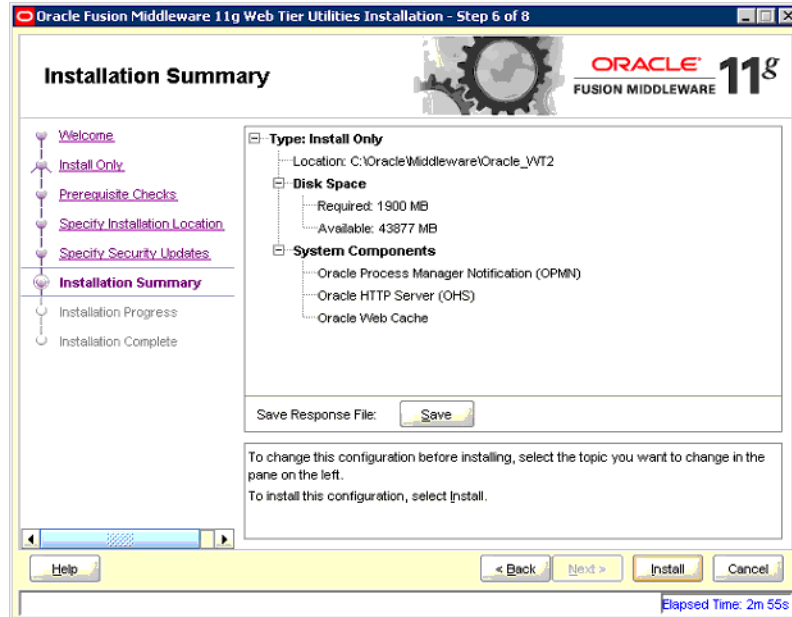 Oracle Fusion Middleware 11g Web Tier Utilities Installation - Step 6 of 8
Installation Summary
ORACLE
FUSION MIDDLEWARE
11g
Welcome
Install Only
Prerequisite Checks
Specify Installation Location
Specify Security Updates
Installation Summary
Installation Progress
Installation Complete
Type: Install Only
Location: C:\Oracle\Middleware\Oracle_WT2
Disk Space
Required: 1900 MB
Available: 43877 MB
System Components
Oracle Process Manager Notification (OPMN)
Oracle HTTP Server (OHS)
Oracle Web Cache
Save Response File:
Save
To change this configuration before installing, select the topic you want to change in the
pane on the left.
To install this configuration, select Install.
Help
< Back
Next >
Install
Cancel
Elapsed Time: 2m 55s